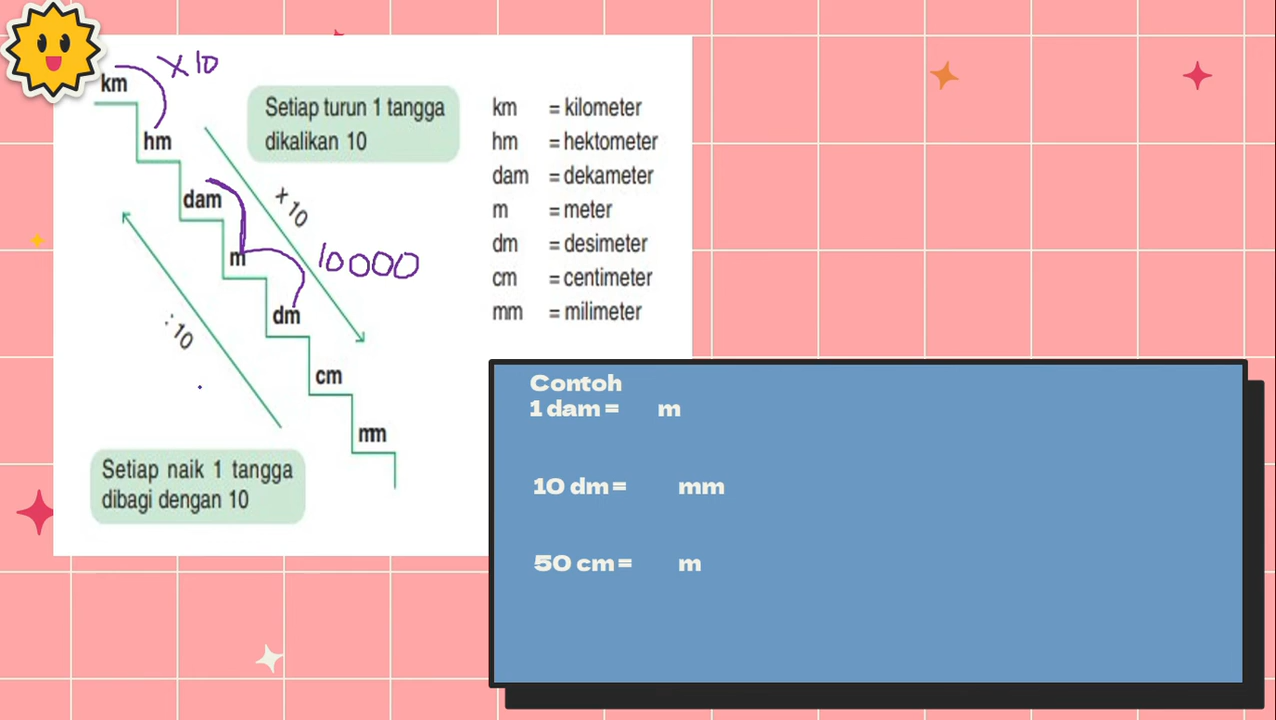 km
x10
hm
dam
m
dm
cm
mm
x 10
10000
: 10
Setiap turun 1 tangga
dikalikan 10
Setiap naik 1 tangga
dibagi dengan 10
km = kilometer
hm = hektometer
dam = dekameter
m = meter
dm = desimeter
cm = centimeter
mm = milimeter
Contoh
1 dam = m
10 dm = mm
50 cm = m